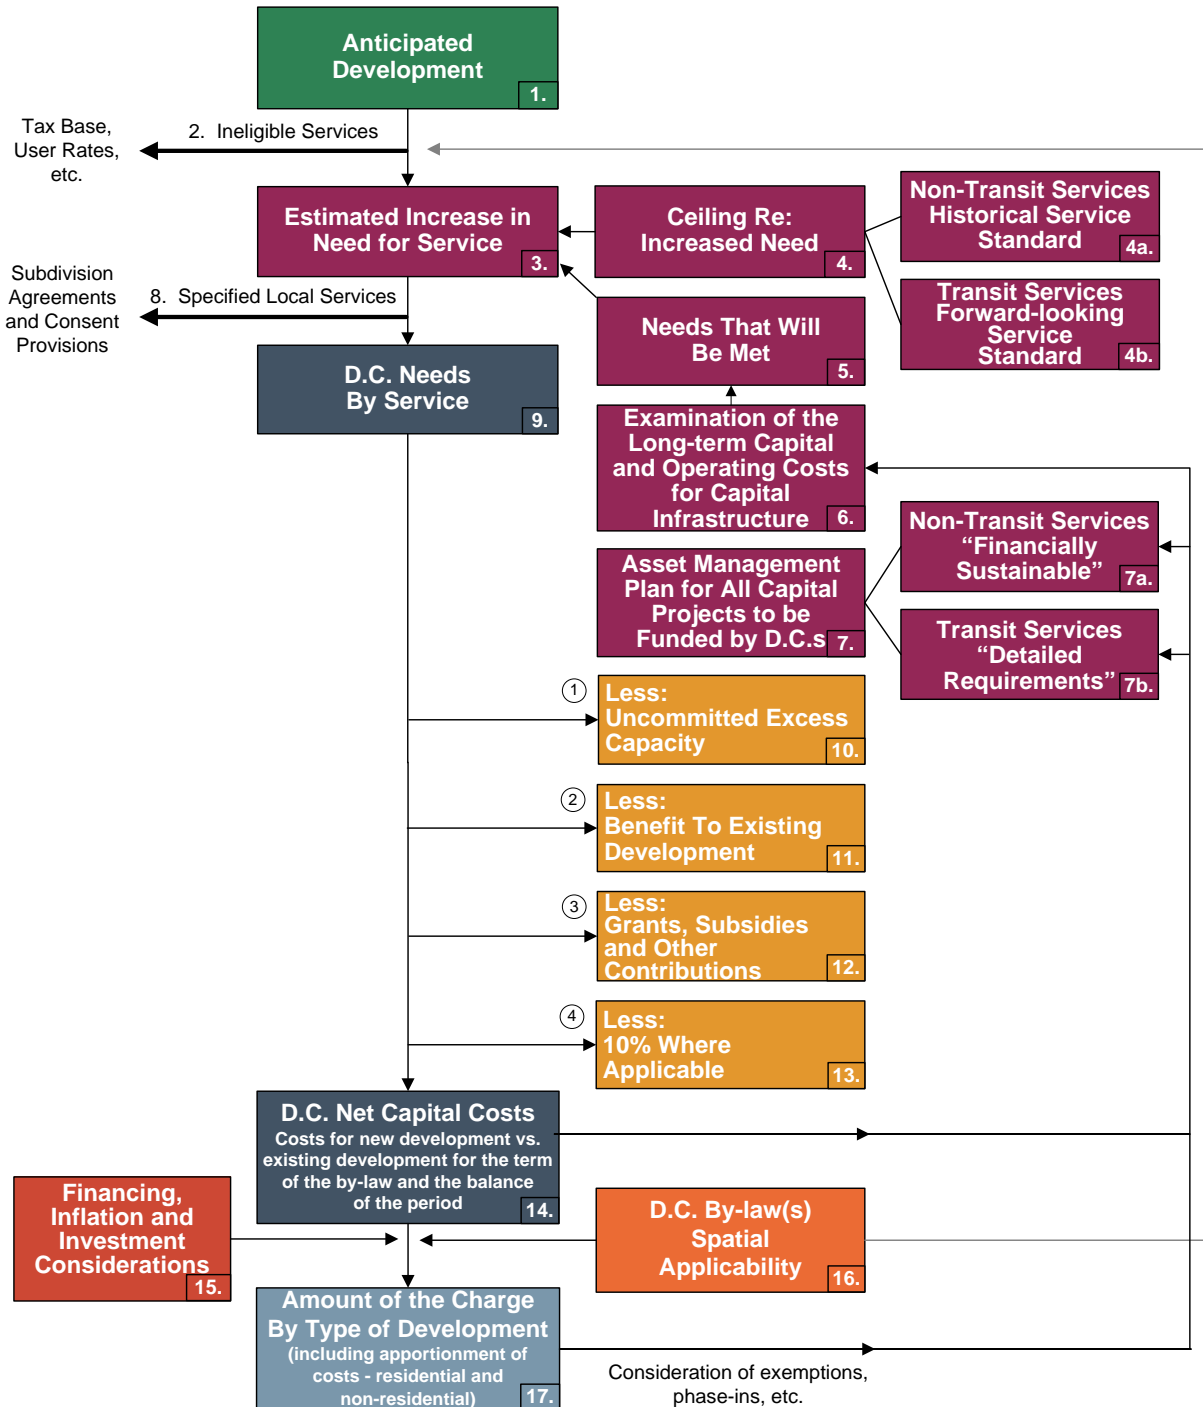 Anticipated
Development
1.
Tax Base,
User Rates,
etc.
2.  Ineligible Services
Estimated Increase in
Need for Service
3.
Ceiling Re:
Increased Need
4.
Non-Transit Services
Historical Service
Standard
4a.
Transit Services
Forward-looking
Service
Standard
4b.
Subdivision
Agreements
and Consent
Provisions
8.  Specified Local Services
Needs That Will
Be Met
5.
D.C. Needs
By Service
9.
Examination of the
Long-term Capital
and Operating Costs
for Capital
Infrastructure
6.
Asset Management
Plan for All Capital
Projects to be
Funded by D.C.s
7.
Non-Transit Services
“Financially
Sustainable”
7a.
Transit Services
“Detailed
Requirements”
7b.
1
Less:
Uncommitted Excess
Capacity
10.
2
Less:
Benefit To Existing
Development
11.
3
Less:
Grants, Subsidies
and Other
Contributions
12.
4
Less:
10% Where
Applicable
13.
D.C. Net Capital Costs
Costs for new development vs.
existing development for the term
of the by-law and the balance
of the period
14.
Financing,
Inflation and
Investment
Considerations
15.
D.C. By-law(s)
Spatial
Applicability
16.
Amount of the Charge
By Type of Development
(including apportionment of
costs - residential and
non-residential)
17.
Consideration of exemptions,
phase-ins, etc.